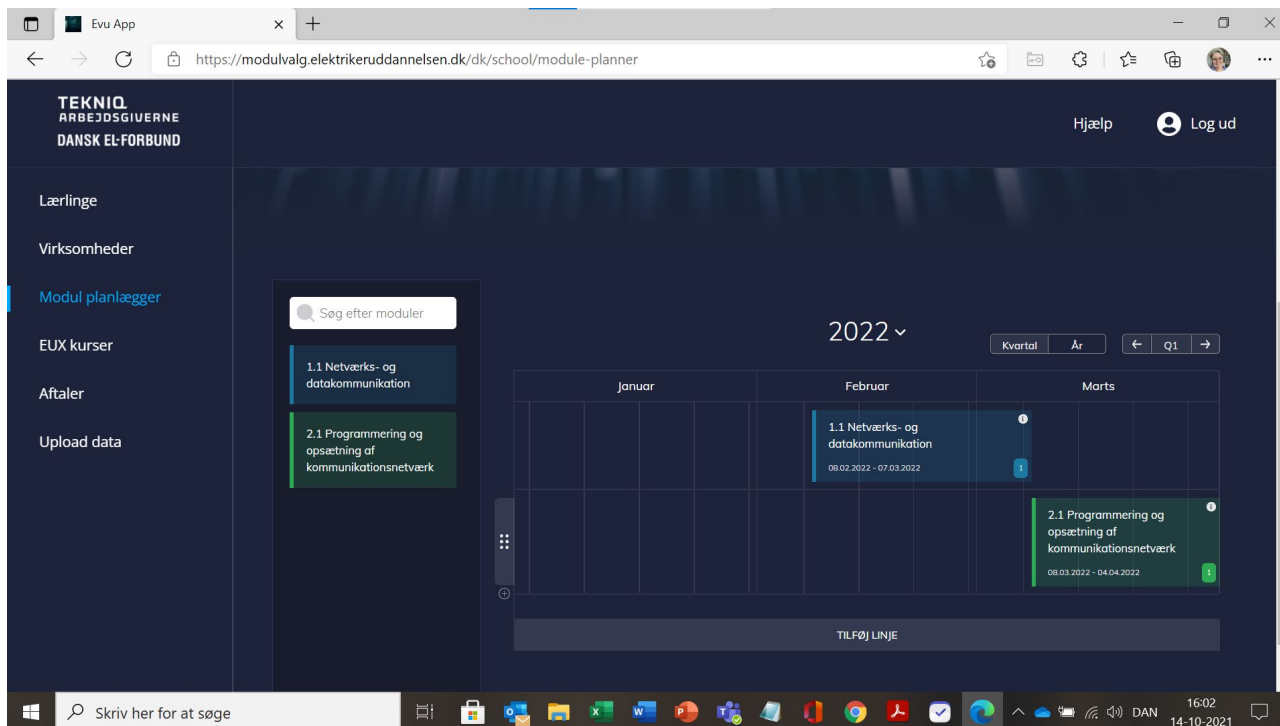 Evu App
https://modulvalg.elektrikeruddannelsen.dk/dk/school/module-planner
TEKNIQ
ARBEJDSGIVERNE
DANSK EL-FORBUND
Hjælp
Log ud
Lærlinge
Virksomheder
Modul planlægger
EUX kurser
Aftaler
Upload data
Søg efter moduler
1.1 Netværks- og
datakommunikation
2.1 Programmering og
opsætning af
kommunikationsnetværk
2022
Kvartal
År
Q1
Januar
Februar
Marts
1.1 Netværks- og
datakommunikation
08.02.2022 - 07.03.2022
1
2.1 Programmering og
opsætning af
kommunikationsnetværk
08.03.2022 - 04.04.2022
1
TILFØJ LINJE
Skriv her for at søge
DAN
16:02
14-10-2021